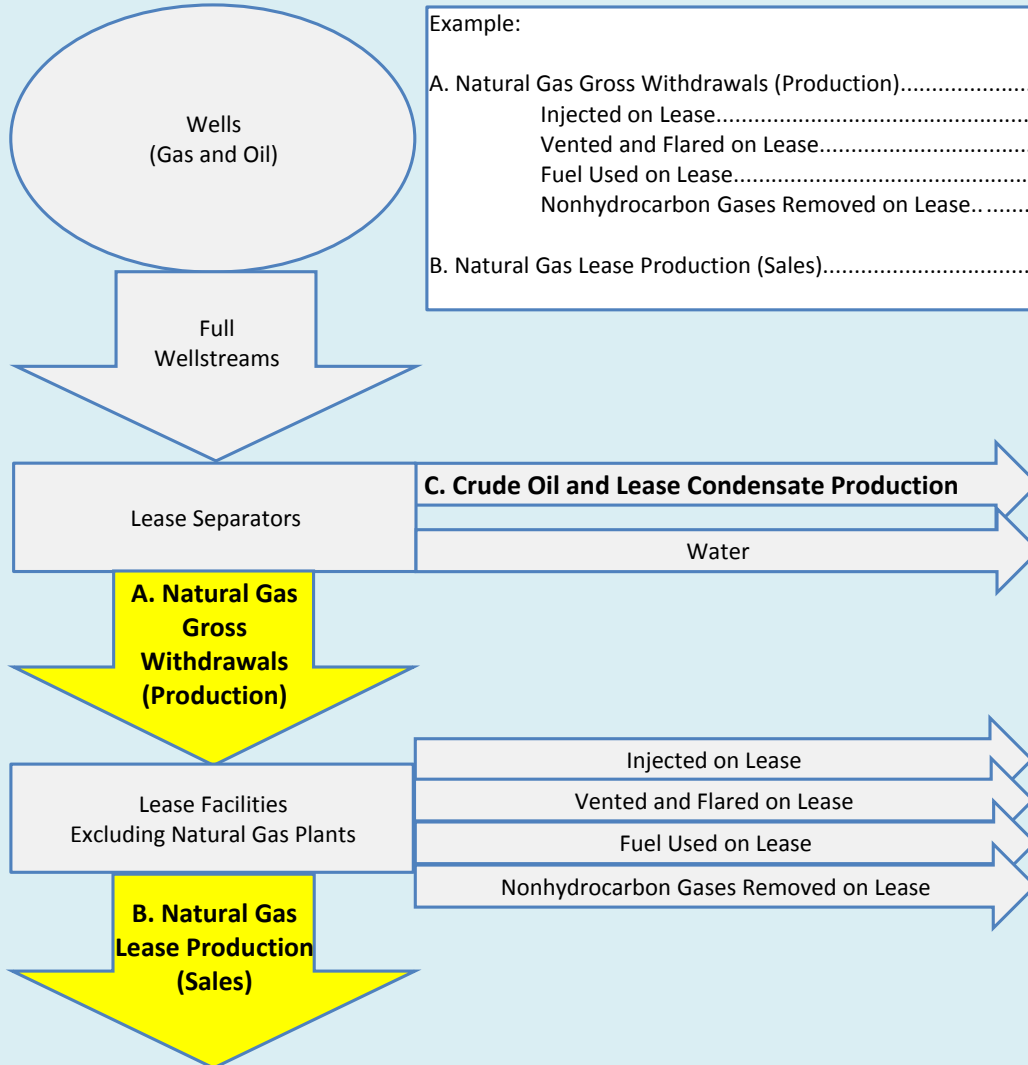 Example:
A. Natural Gas Gross Withdrawals (Production)......................
Injected on Lease......................................................
Vented and Flared on Lease....................................
Fuel Used on Lease...................................................
Nonhydrocarbon Gases Removed on Lease.. .......
B. Natural Gas Lease Production (Sales)...................................
Wells
(Gas and Oil)
Full
Wellstreams
Lease Separators
C. Crude Oil and Lease Condensate Production
Water
A. Natural Gas
Gross
Withdrawals
(Production)
Lease Facilities
Excluding Natural Gas Plants
Injected on Lease
Vented and Flared on Lease
Fuel Used on Lease
Nonhydrocarbon Gases Removed on Lease
B. Natural Gas
Lease Production
(Sales)